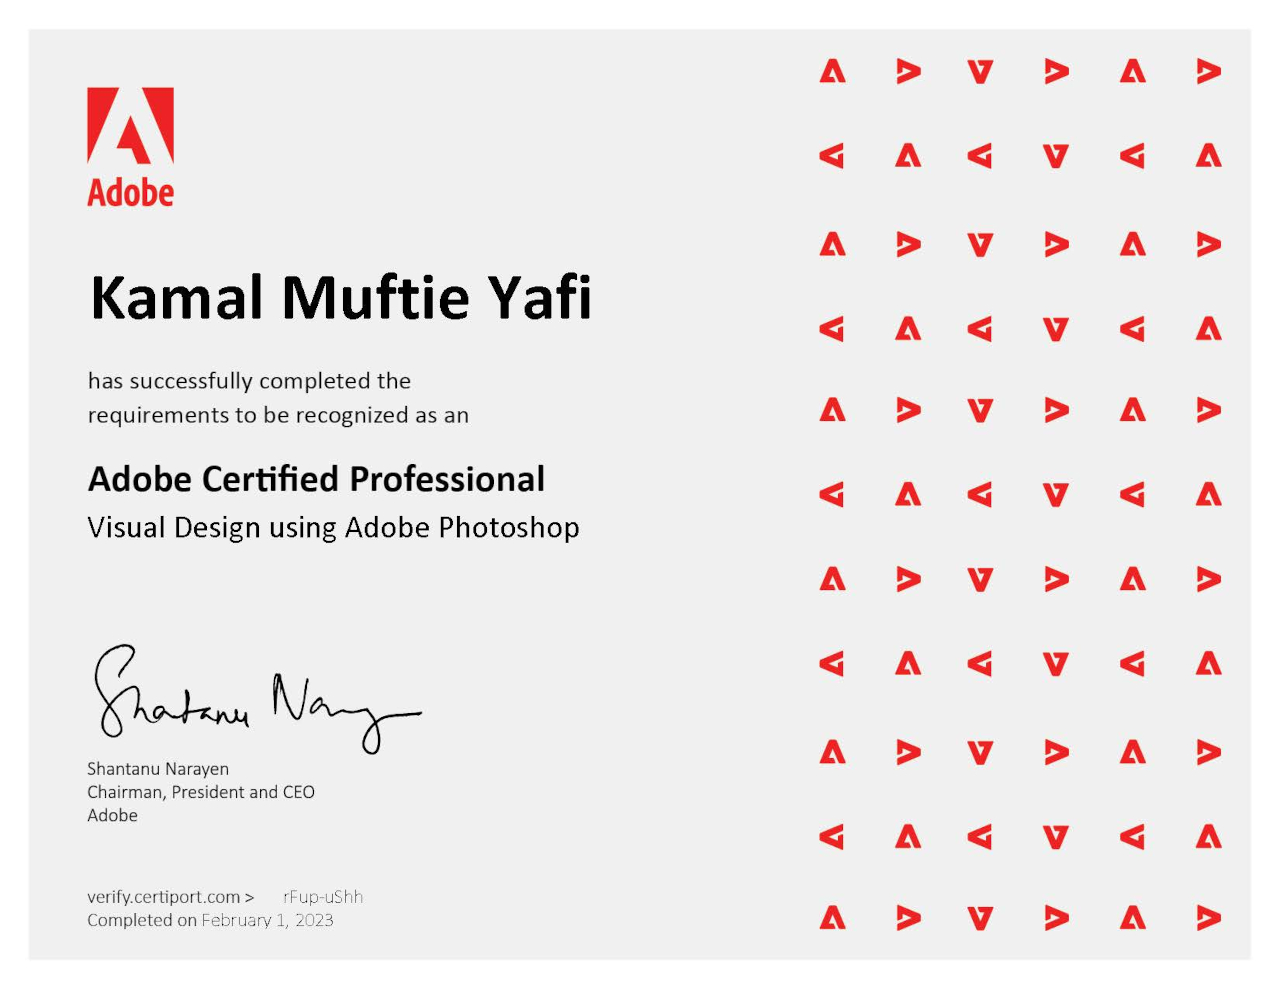 Adobe
Kamal Muftie Yafi
has successfully completed the
requirements to be recognized as an
Adobe Certified Professional
Visual Design using Adobe Photoshop
Shantanu Narayen
Shantanu Narayen
Chairman, President and CEO
Adobe
verify.certiport.com > rFup-uShh
Completed on February 1, 2023